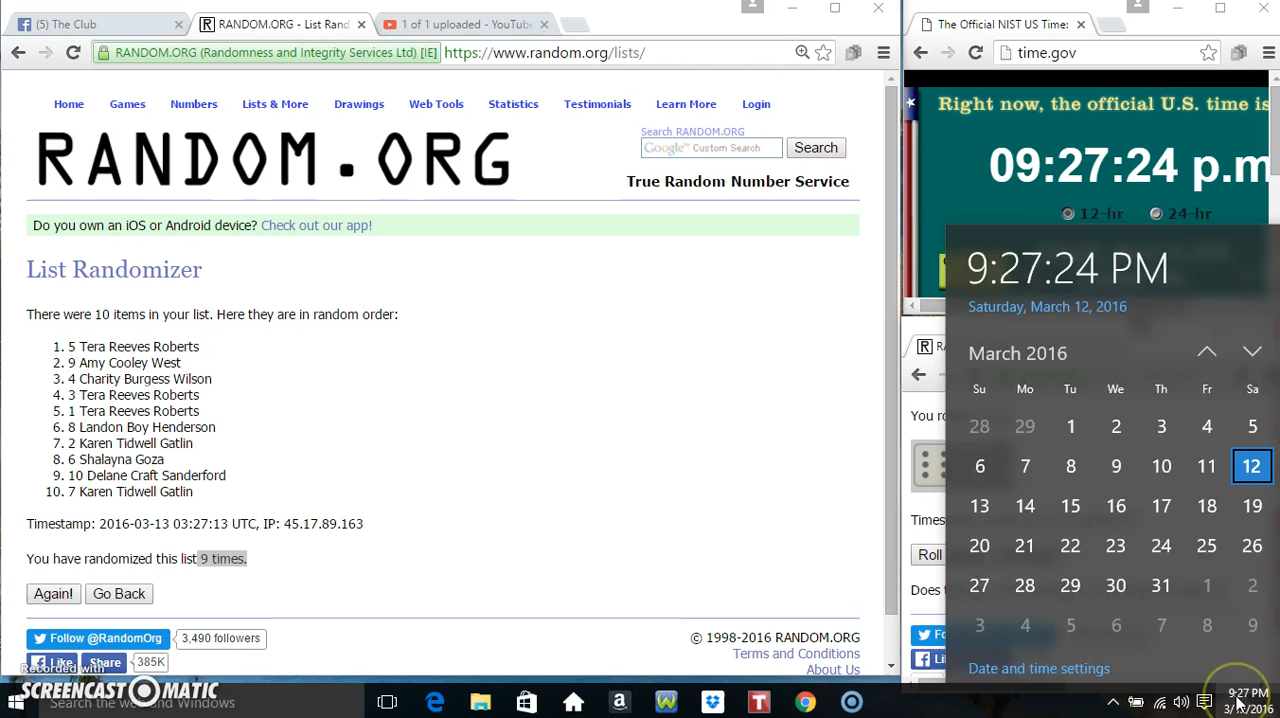 (5) The Club
RANDOM.ORG - List Rand
1 of 1 uploaded - YouTube
RANDOM.ORG (Randomness and Integrity Services Ltd) [IE] https://www.random.org/lists/
Home Games Numbers Lists & More Drawings Web Tools Statistics Testimonials Learn More Login
RANDOM.ORG
Search RANDOM.ORG
Google™ Custom Search Search
True Random Number Service
Do you own an iOS or Android device? Check out our app!
List Randomizer
There were 10 items in your list. Here they are in random order:
1. 5 Tera Reeves Roberts
2. 9 Amy Cooley West
3. 4 Charity Burgess Wilson
4. 3 Tera Reeves Roberts
5. 1 Tera Reeves Roberts
6. 8 Landon Boy Henderson
7. 2 Karen Tidwell Gatlin
8. 6 Shalayna Goza
9. 10 Delane Craft Sanderford
10. 7 Karen Tidwell Gatlin
Timestamp: 2016-03-13 03:27:13 UTC, IP: 45.17.89.163
You have randomized this list 9 times.
Again! Go Back
Follow @RandomOrg 3,490 followers
Like Share 385K
© 1998-2016 RANDOM.ORG
Terms and Conditions
About Us
Recorded with
SCREENCAST-O-MATIC
Search the web and Windows
The Official NIST US Time:
time.gov
Right now, the official U.S. time is
09:27:24 p.m
12-hr 24-hr
You ro
Times
Roll
Does
Fo
Li
9:27:24 PM
Saturday, March 12, 2016
March 2016
Su Mo Tu We Th Fr Sa
28 29 1 2 3 4 5
6 7 8 9 10 11 12
13 14 15 16 17 18 19
20 21 22 23 24 25 26
27 28 29 30 31 1 2
3 4 5 6 7 8 9
Date and time settings
9:27 PM
3/12/2016